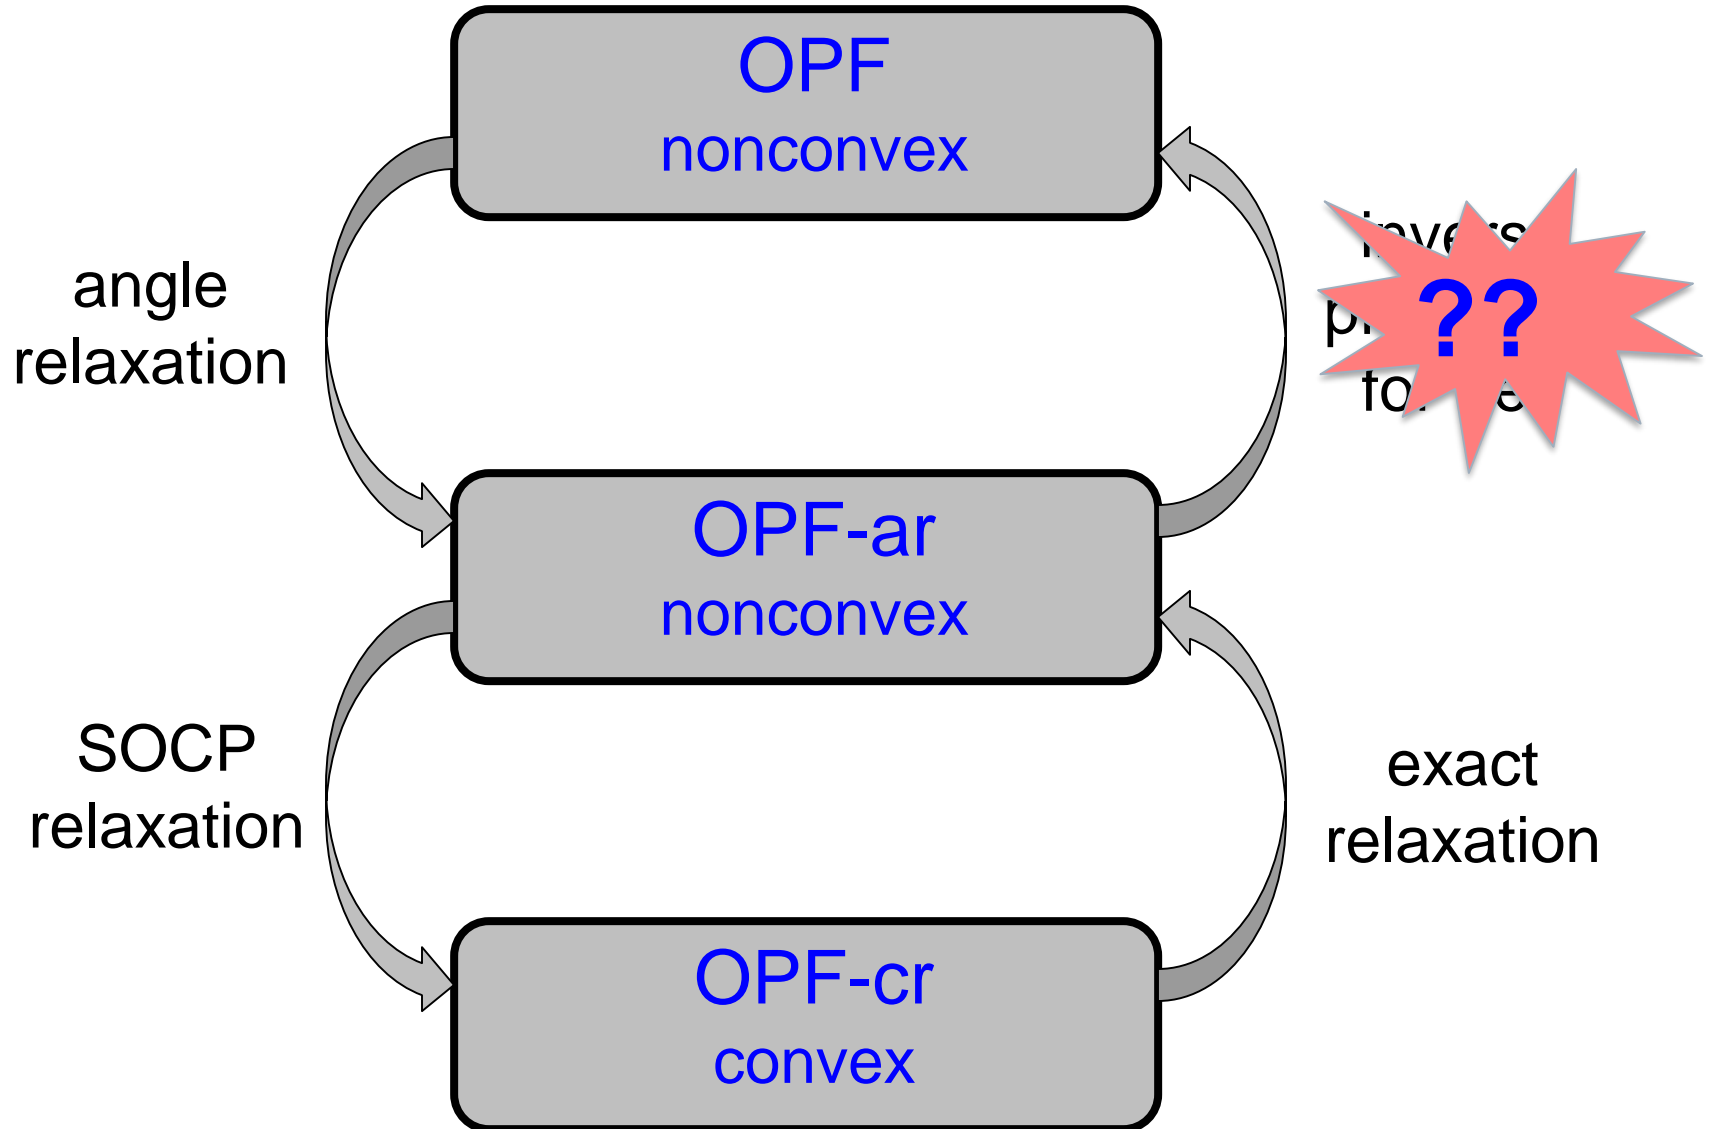 OPF
nonconvex
angle
relaxation
??
OPF-ar
nonconvex
SOCP
relaxation
exact
relaxation
OPF-cr
convex